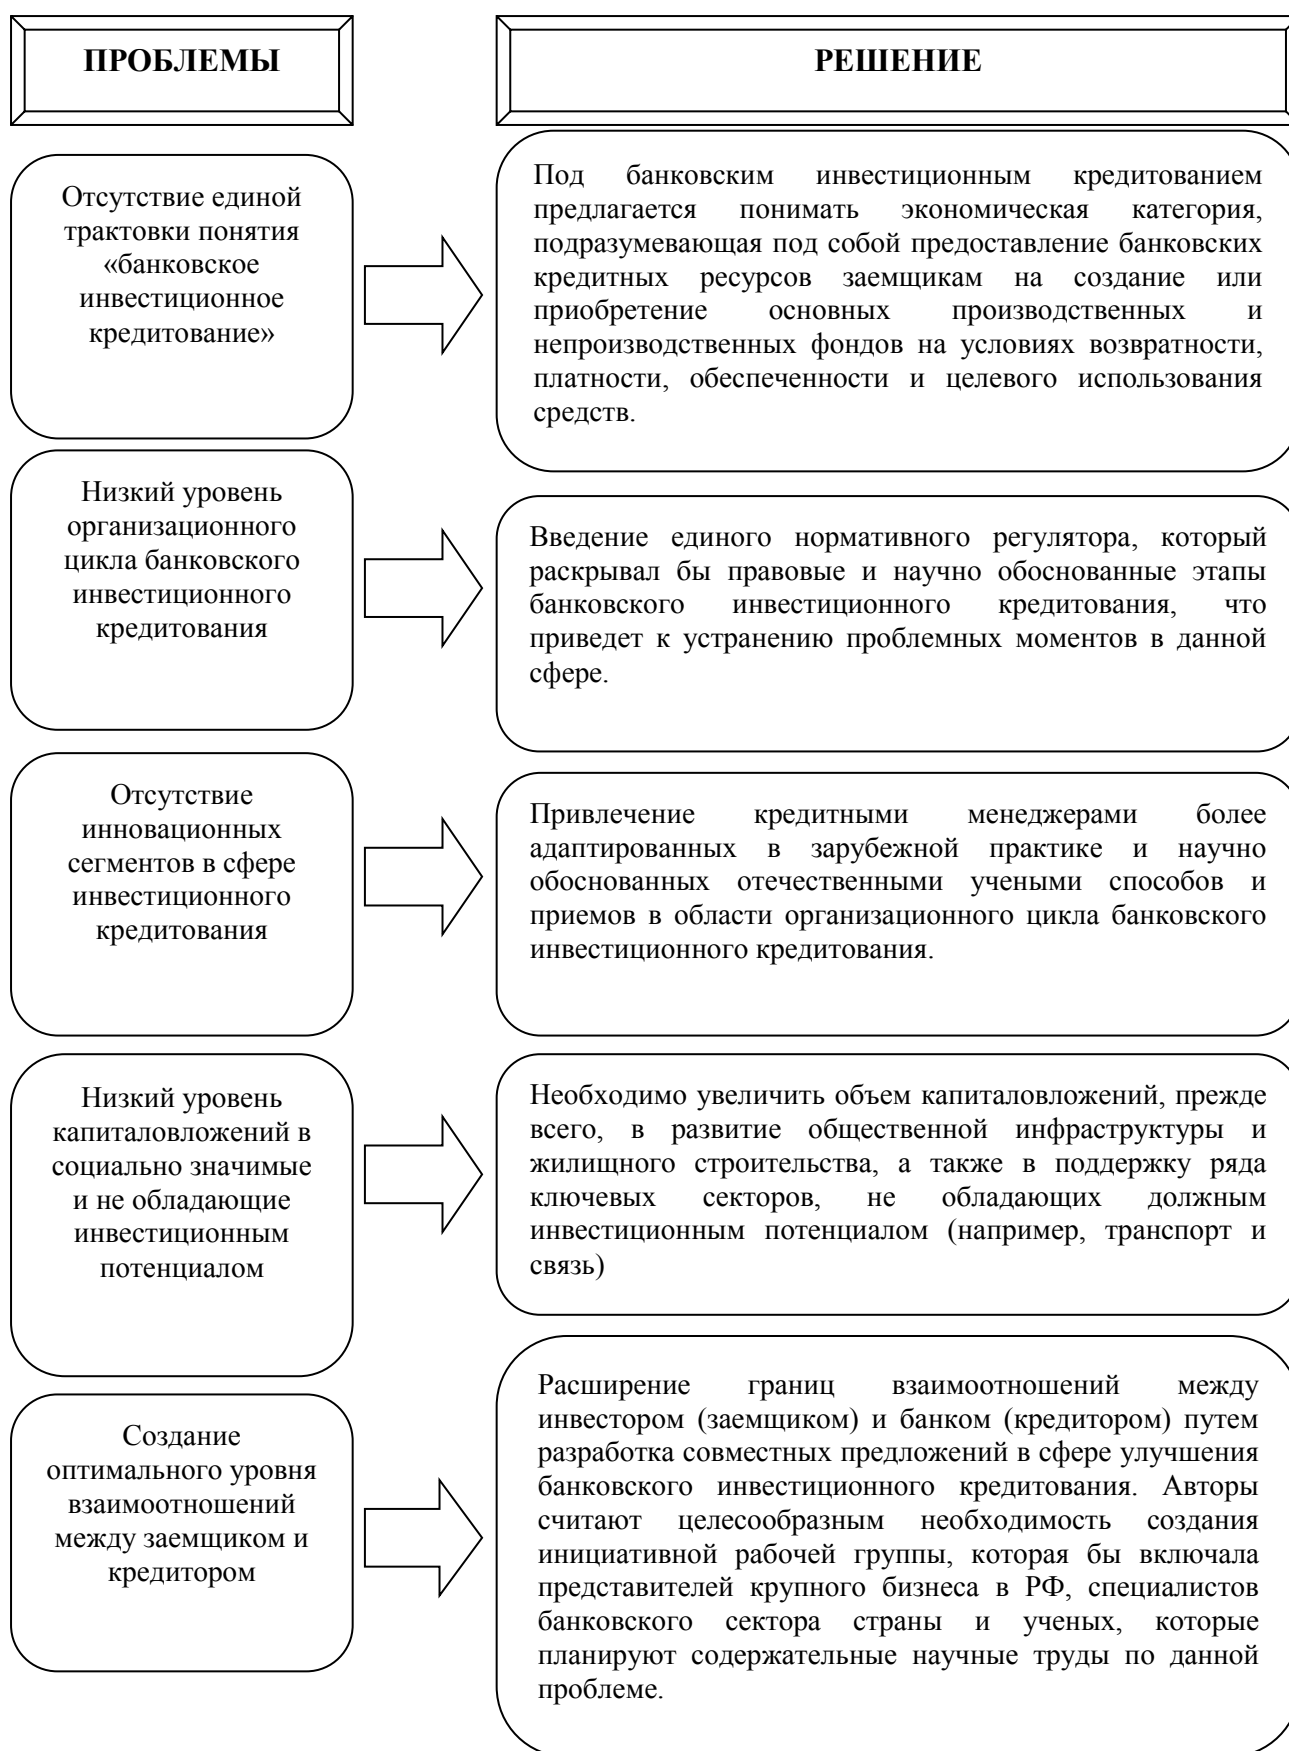 ПРОБЛЕМЫ
РЕШЕНИЕ
Отсутствие единой
трактовки понятия
«банковское
инвестиционное
кредитование»
Под банковским инвестиционным кредитованием
предлагается понимать экономическая категория,
подразумевающая под собой предоставление банковских
кредитных ресурсов заемщикам на создание или
приобретение основных производственных и
непроизводственных фондов на условиях возвратности,
платности, обеспеченности и целевого использования
средств.
Низкий уровень
организационного
цикла банковского
инвестиционного
кредитования
Введение единого нормативного регулятора, который
раскрывал бы правовые и научно обоснованные этапы
банковского инвестиционного кредитования, что
приведет к устранению проблемных моментов в данной
сфере.
Отсутствие
инновационных
сегментов в сфере
инвестиционного
кредитования
Привлечение кредитными менеджерами более
адаптированных в зарубежной практике и научно
обоснованных отечественными учеными способов и
приемов в области организационного цикла банковского
инвестиционного кредитования.
Низкий уровень
капиталовложений в
социально значимые
и не обладающие
инвестиционным
потенциалом
Необходимо увеличить объем капиталовложений, прежде
всего, в развитие общественной инфраструктуры и
жилищного строительства, а также в поддержку ряда
ключевых секторов, не обладающих должным
инвестиционным потенциалом (например, транспорт и
связь)
Создание
оптимального уровня
взаимоотношений
между заемщиком и
кредитором
Расширение границ взаимоотношений между
инвестором (заемщиком) и банком (кредитором) путем
разработка совместных предложений в сфере улучшения
банковского инвестиционного кредитования. Авторы
считают целесообразным необходимость создания
инициативной рабочей группы, которая бы включала
представителей крупного бизнеса в РФ, специалистов
банковского сектора страны и ученых, которые
планируют содержательные научные труды по данной
проблеме.